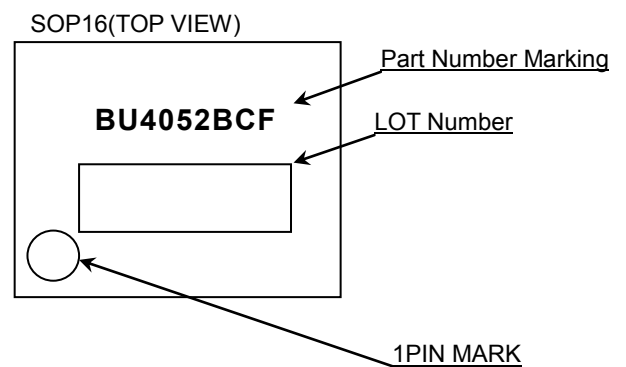 SOP16(TOP VIEW)
Part Number Marking
BU4052BCF
LOT Number
1PIN MARK